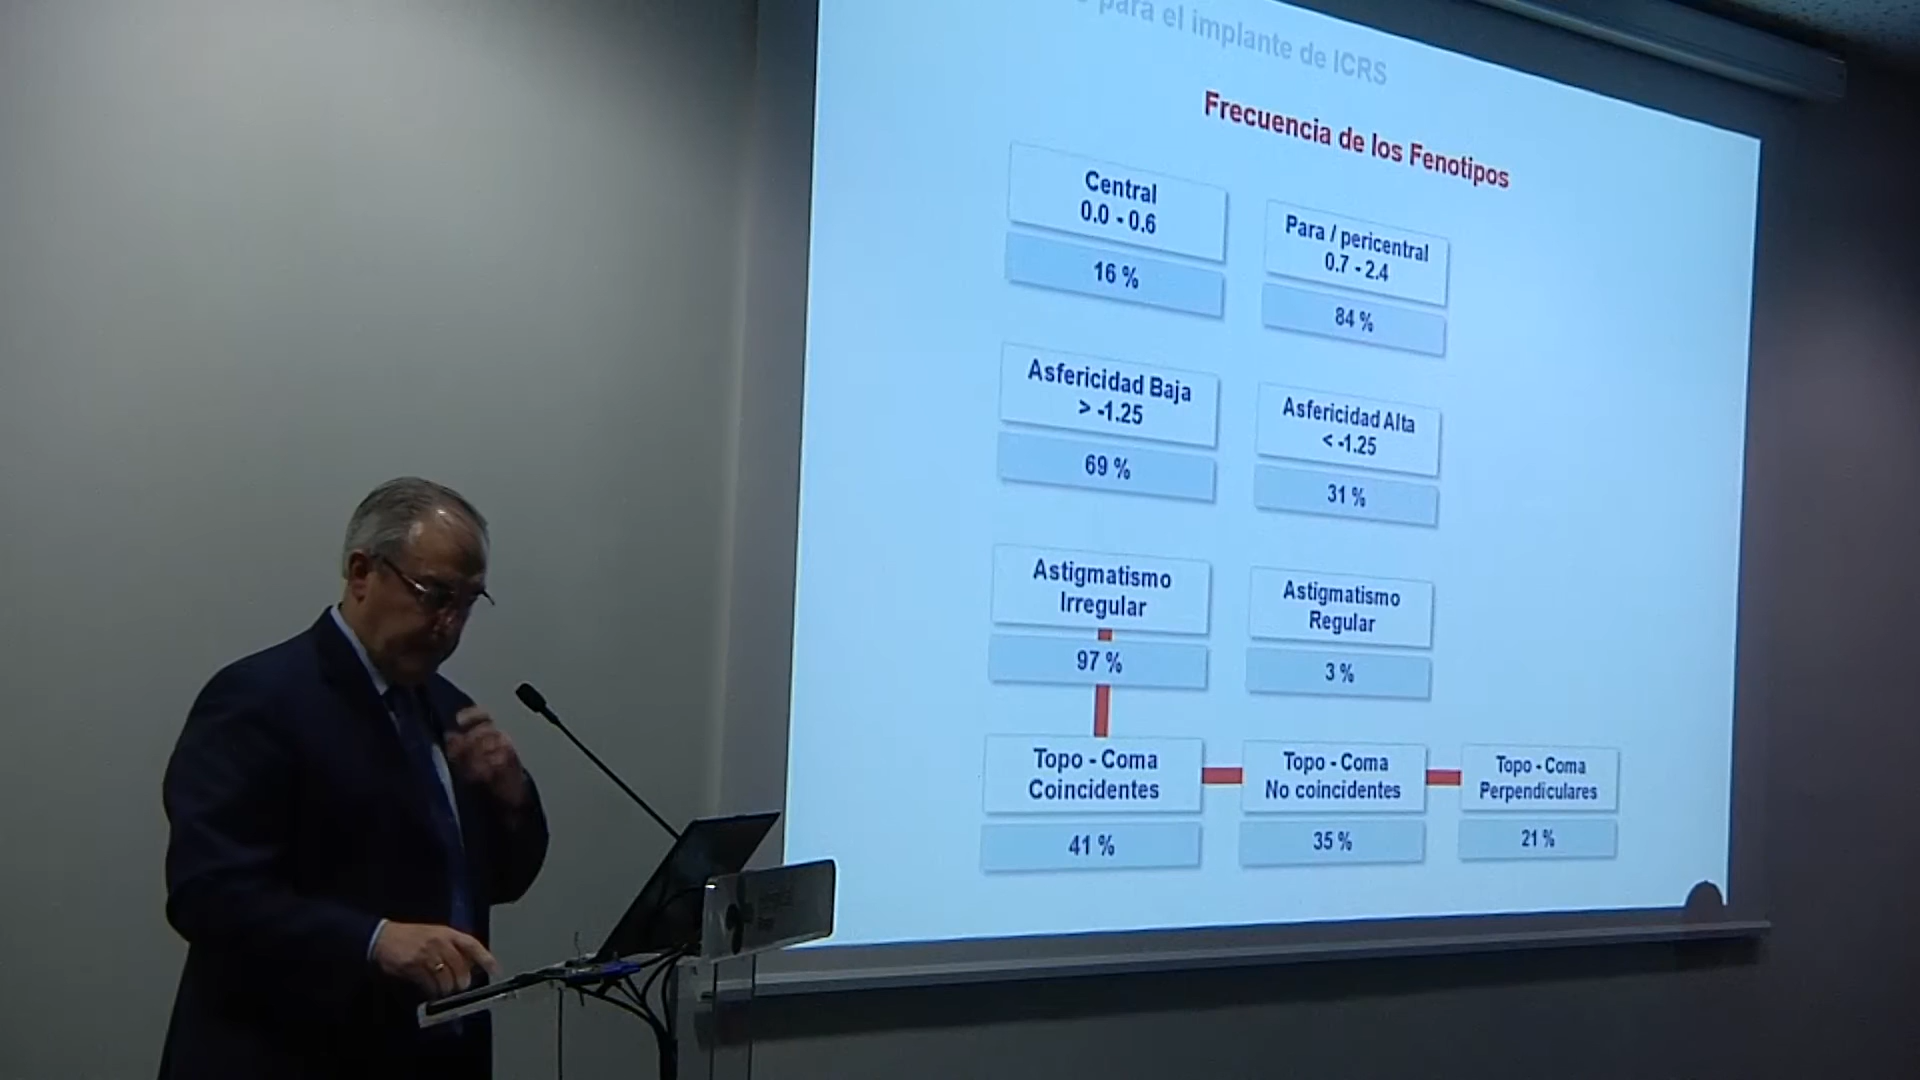 para el implante de ICRS
Frecuencia de los Fenotipos
Central
0.0 - 0.6
16 %
Para / pericentral
0.7 - 2.4
84 %
Asfericidad Baja
> -1.25
69 %
Asfericidad Alta
< -1.25
31 %
Astigmatismo
Irregular
97 %
Astigmatismo
Regular
3 %
Topo - Coma
Coincidentes
41 %
Topo - Coma
No coincidentes
35 %
Topo - Coma
Perpendiculares
21 %